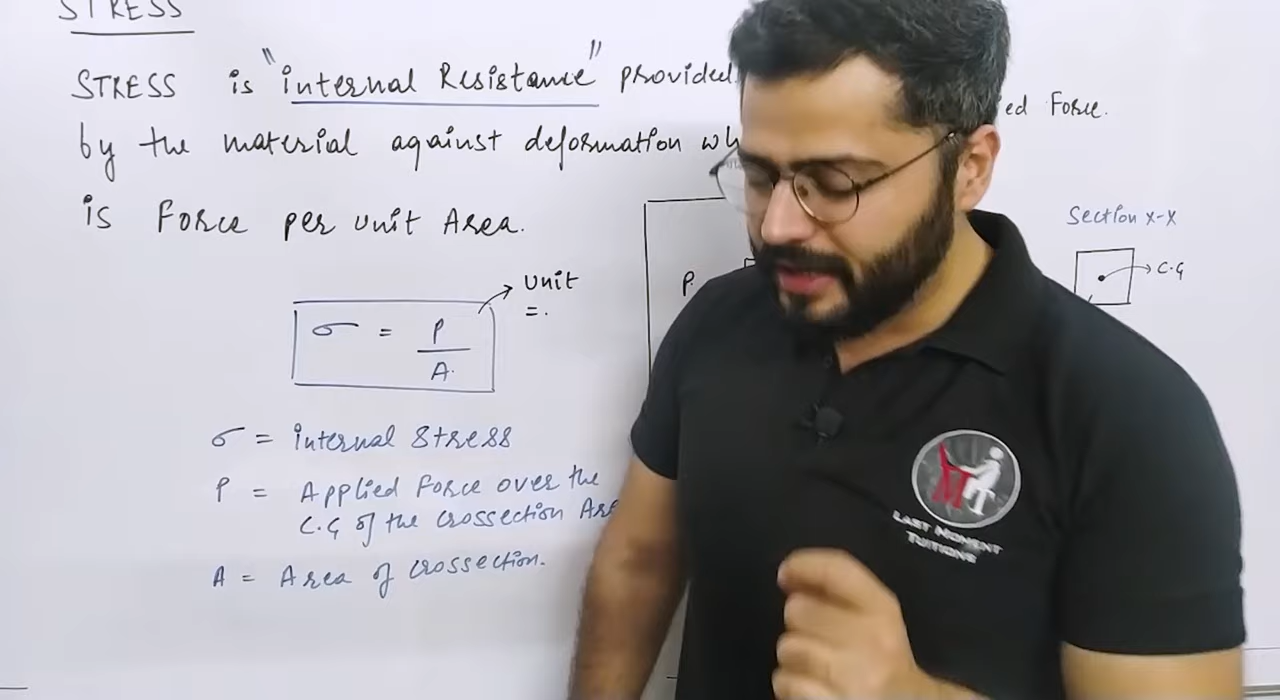 STRESS
STRESS is "internal Resistance" provided
by the material against deformation wh
is Force per unit Area.
σ = P
A.
Unit
=.
σ = internal Stress
P = Applied Force over the
C.G of the crossection Are
A = Area of crossection.
ed Force.
P.
Section X-X
C.G
LAST MOMENT
TUITIONS